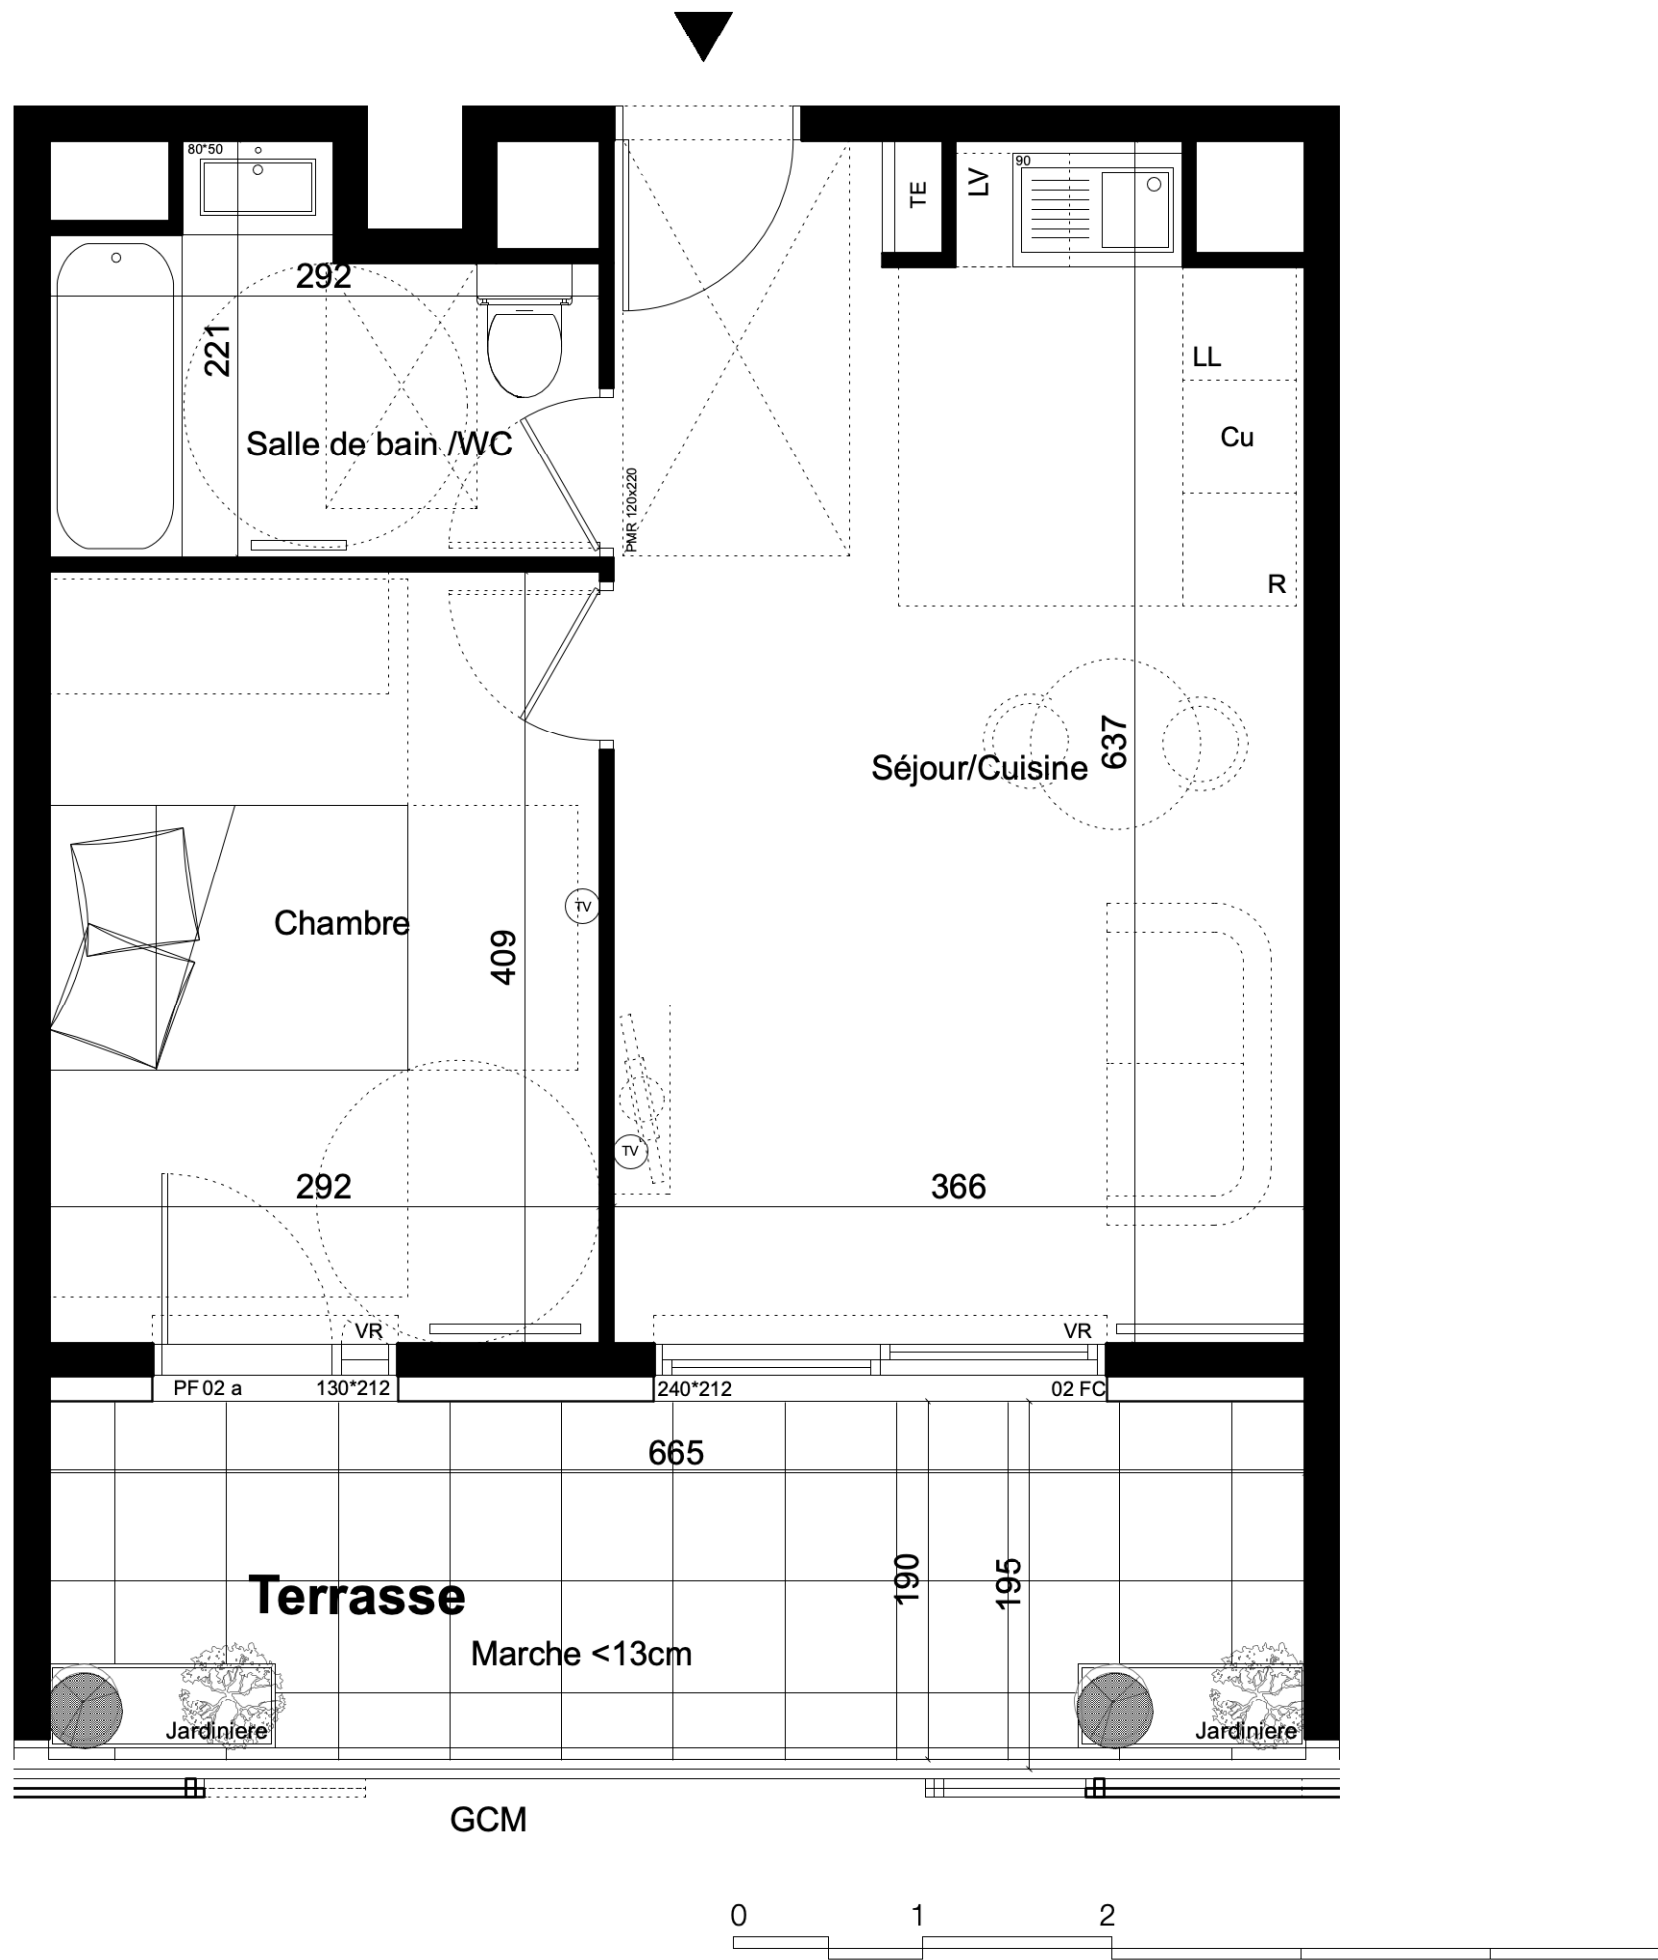 80*50
TE
LV
90
292
221
LL
Cu
Salle de bain /WC
PMR 120x220
R
637
Séjour/Cuisine
TV
Chambre
409
TV
292
366
VR
VR
PF 02 a
130*212
240*212
02 FC
665
190
195
Terrasse
Marche <13cm
Jardiniere
Jardiniere
GCM
0
1
2